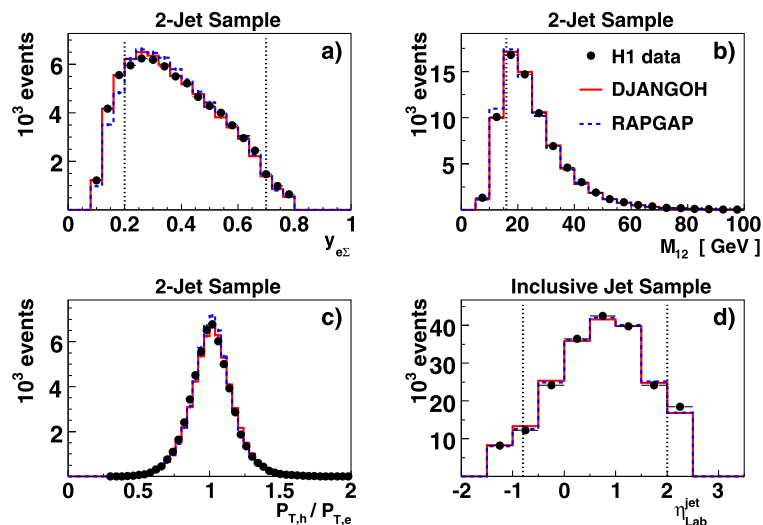 2-Jet Sample
a)
10³ events
6
4
2
0 0.2 0.4 0.6 0.8 1
y_eΣ
2-Jet Sample
b)
H1 data
DJANGOH
RAPGAP
10³ events
15
10
5
0 20 40 60 80 100
M₁₂ [ GeV ]
2-Jet Sample
c)
10³ events
6
4
2
0 0.5 1 1.5 2
P_T,h / P_T,e
Inclusive Jet Sample
d)
10³ events
40
30
20
10
-2 -1 0 1 2 3
η^jet_Lab